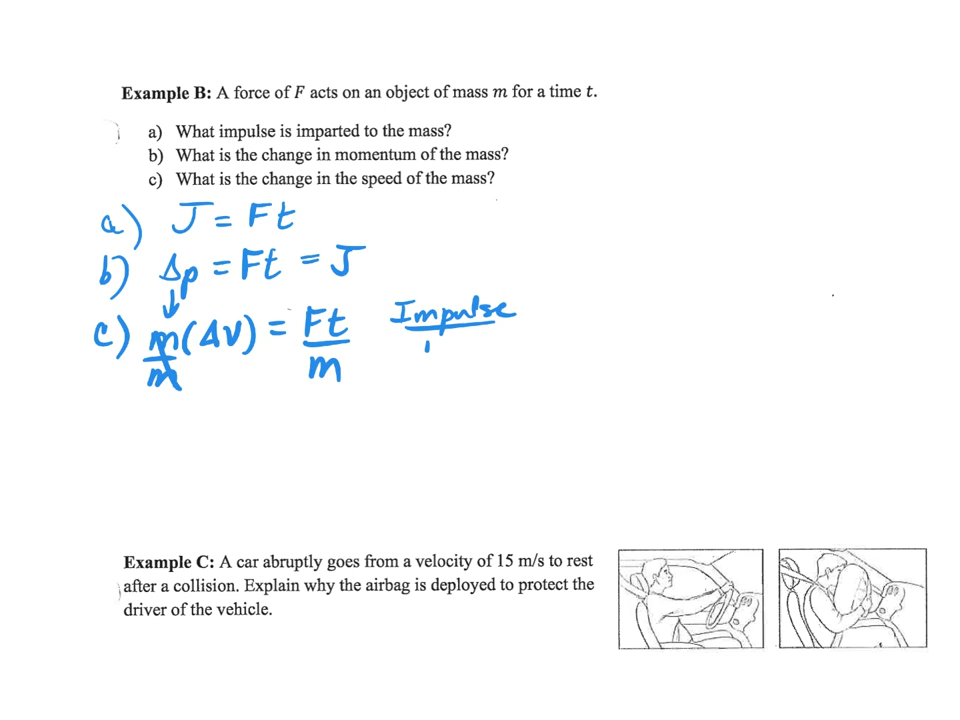 Example B: A force of F acts on an object of mass m for a time t.
a) What impulse is imparted to the mass?
b) What is the change in momentum of the mass?
c) What is the change in the speed of the mass?
a) J = Ft
b) Δp = Ft = J
↓
c) m(ΔV) = Ft Impulse
m m
Example C: A car abruptly goes from a velocity of 15 m/s to rest
after a collision. Explain why the airbag is deployed to protect the
driver of the vehicle.